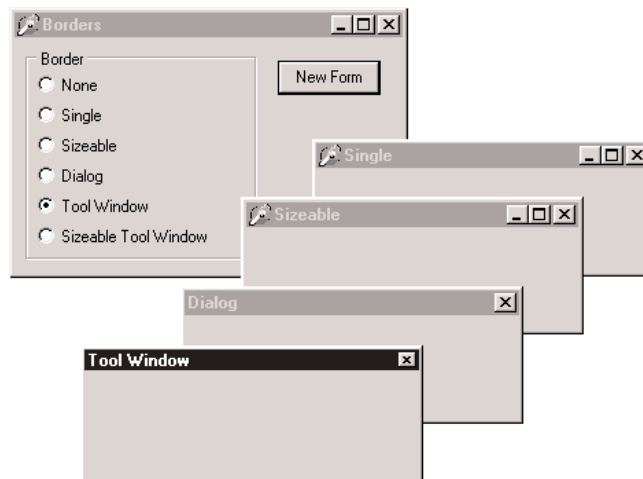 Borders
Border
None
Single
Sizeable
Dialog
Tool Window
Sizeable Tool Window
New Form
Single
Sizeable
Dialog
Tool Window